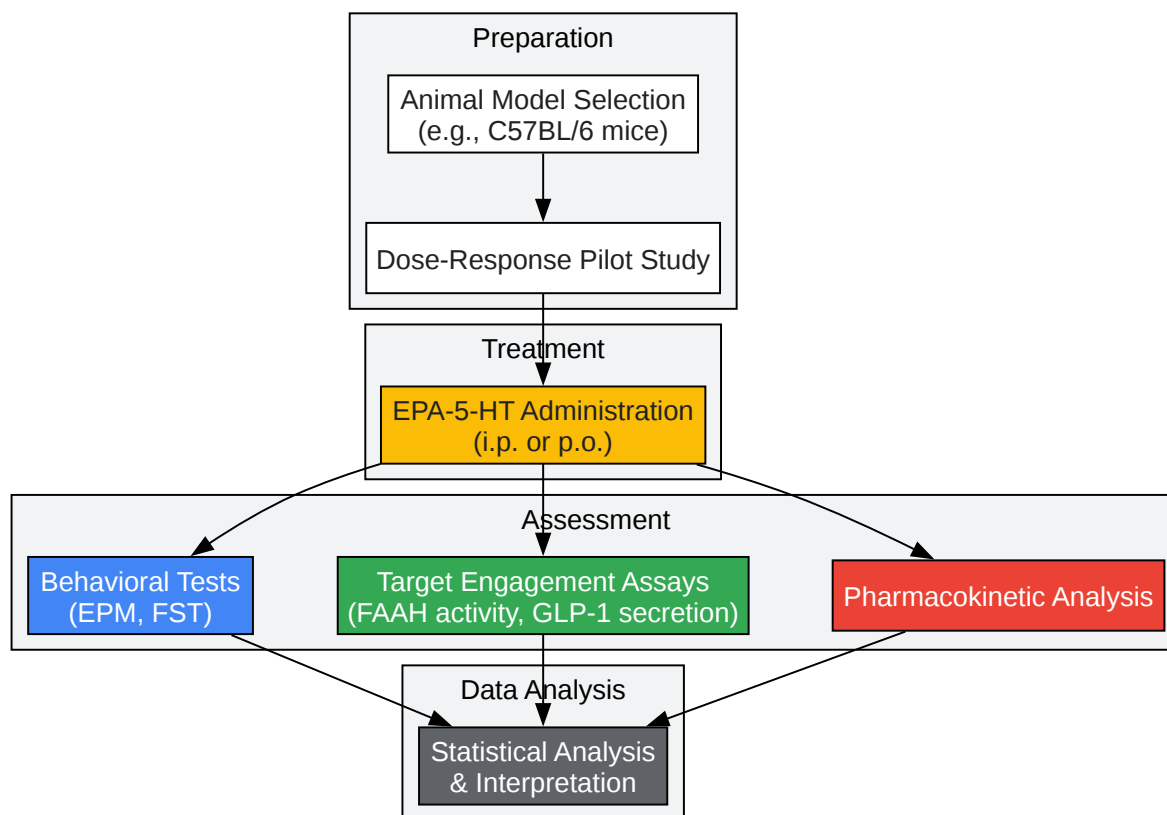 Preparation
Animal Model Selection
(e.g., C57BL/6 mice)
Dose-Response Pilot Study
Treatment
EPA-5-HT Administration
(i.p. or p.o.)
Assessment
Behavioral Tests
(EPM, FST)
Target Engagement Assays
(FAAH activity, GLP-1 secretion)
Pharmacokinetic Analysis
Data Analysis
Statistical Analysis
& Interpretation